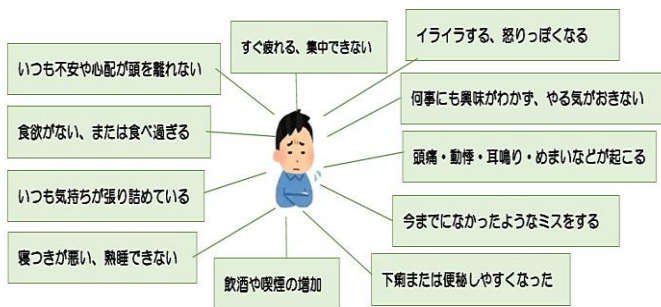 すぐ疲れる、集中できない
イライラする、怒りっぽくなる
いつも不安や心配が頭を離れない
何事にも興味がわかず、やる気がおきない
食欲がない、または食べ過ぎる
頭痛・動悸・耳鳴り・めまいなどが起こる
いつも気持ちが張り詰めている
今までになかったようなミスをする
寝つきが悪い、熟睡できない
飲酒や喫煙の増加
下痢または便秘しやすくなった